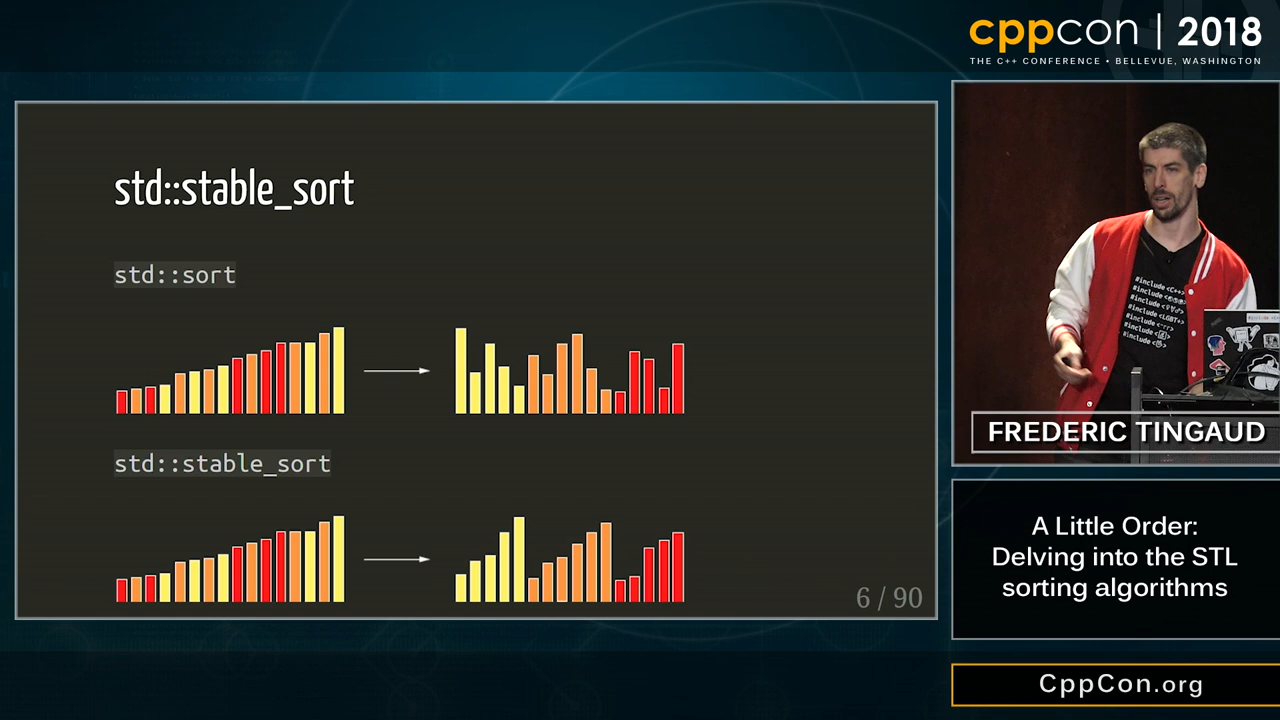 cppcon | 2018
THE C++ CONFERENCE • BELLEVUE, WASHINGTON
std::stable_sort
std::sort
std::stable_sort
6 / 90
#include <C++>
FREDERIC TINGAUD
A Little Order:
Delving into the STL
sorting algorithms
CppCon.org